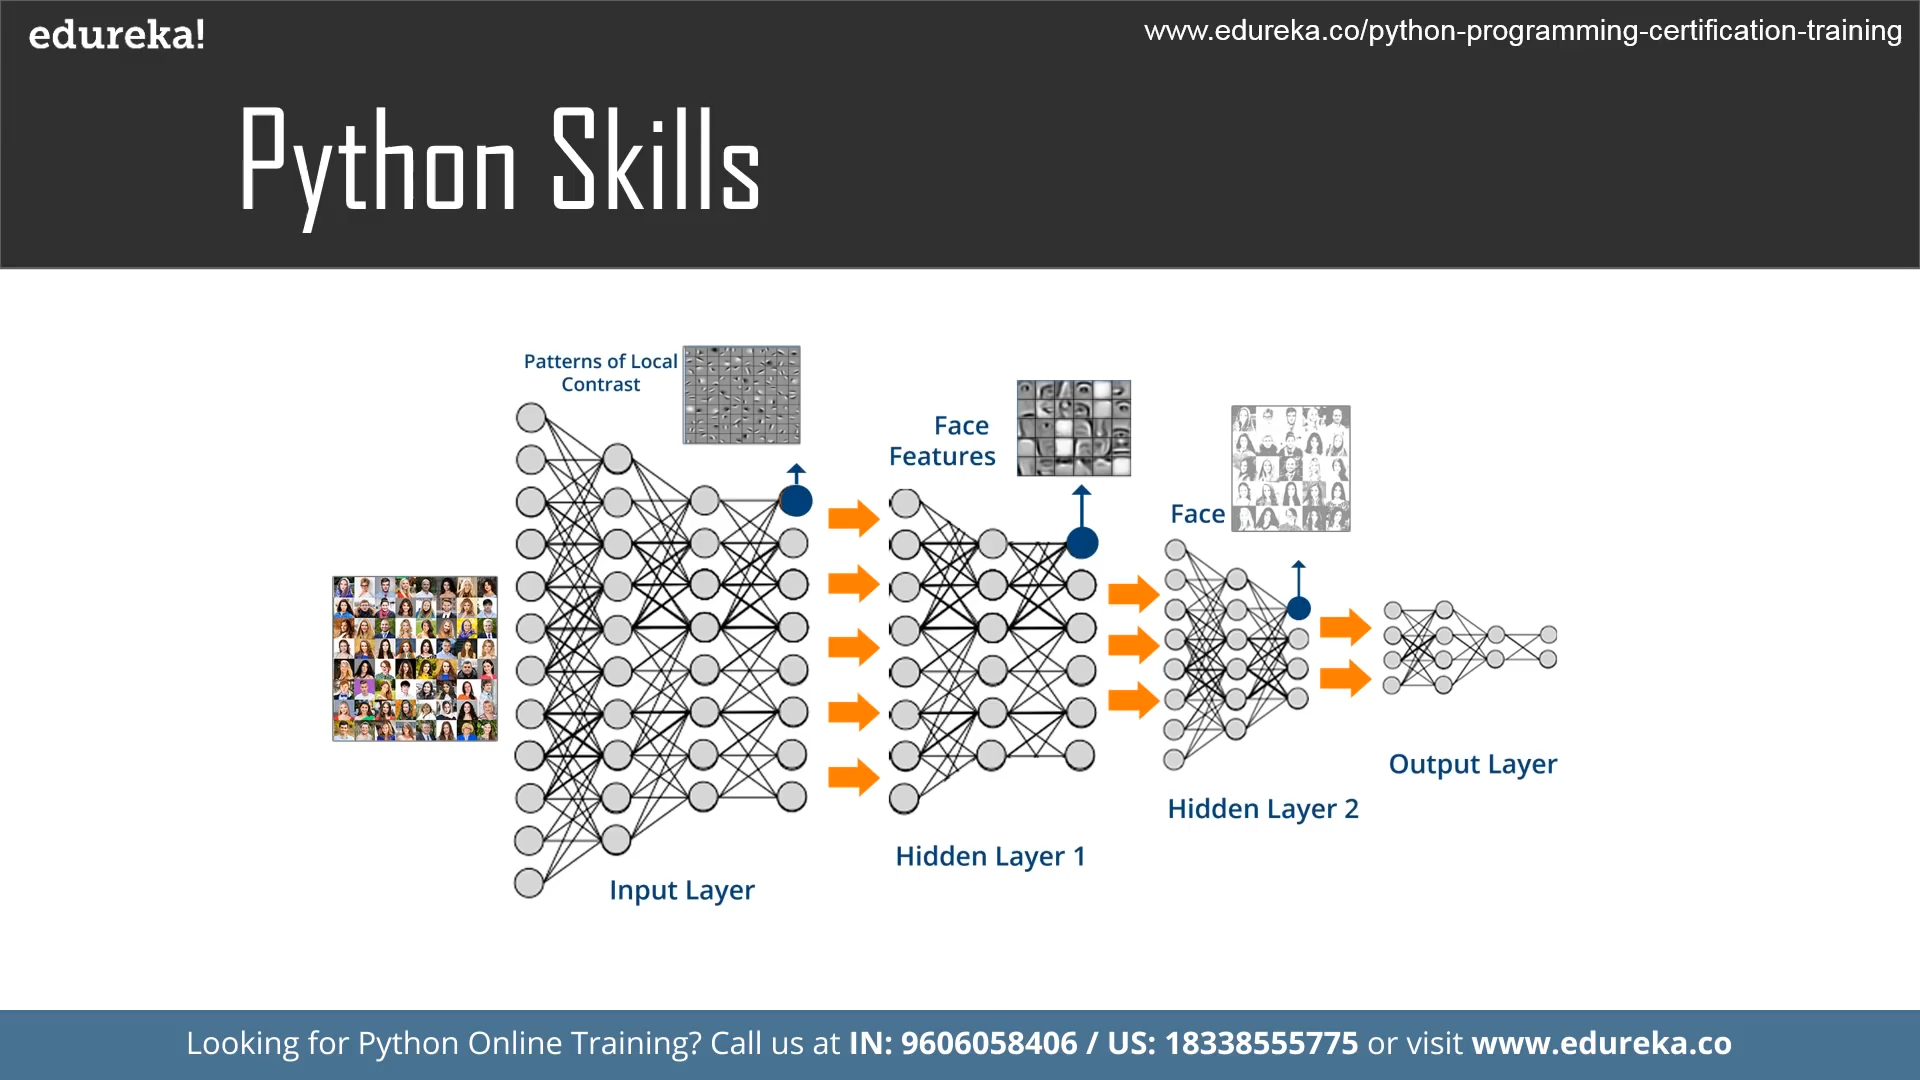 edureka!
www.edureka.co/python-programming-certification-training
Python Skills
Patterns of Local
Contrast
Face
Features
Face
Output Layer
Hidden Layer 2
Hidden Layer 1
Input Layer
Looking for Python Online Training? Call us at IN: 9606058406 / US: 18338555775 or visit www.edureka.co